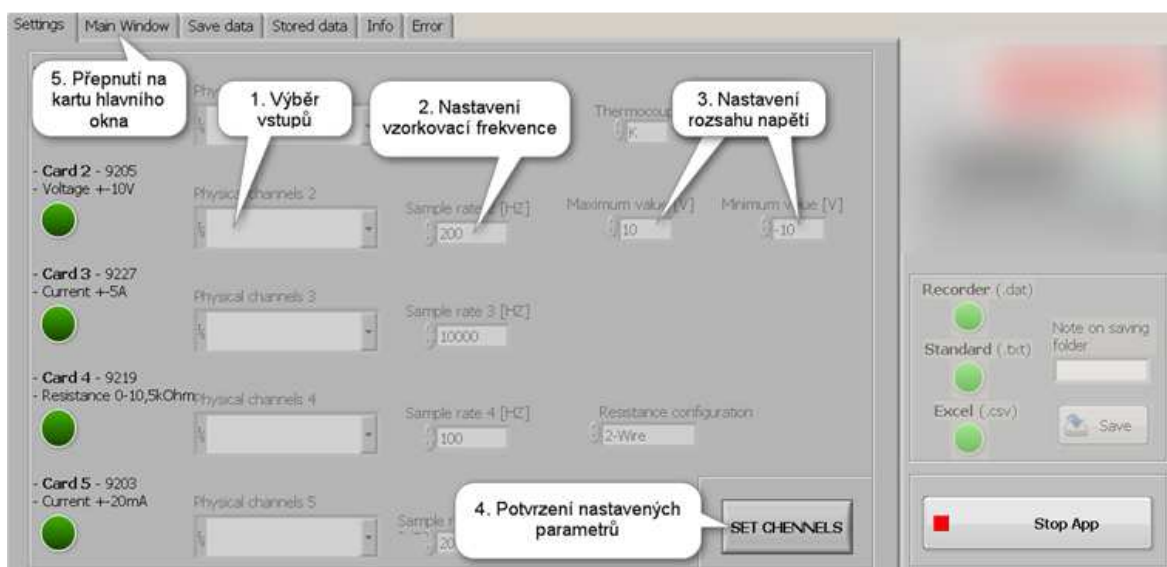 Settings Main Window Save data Stored data Info Error
5. Přepnutí na
kartu hlavního
okna
1. Výběr
vstupů
2. Nastavení
vzorkovací frekvence
3. Nastavení
rozsahu napětí
K
- Card 2 - 9205
- Voltage +-10V
Physical channels 2
Sample rate 2 [HZ]
200
Maximum value [V]
10
Minimum value [V]
-10
- Card 3 - 9227
- Current +-5A
Physical channels 3
Sample rate 3 [HZ]
10000
- Card 4 - 9219
- Resistance 0-10,5kOhm
Physical channels 4
Sample rate 4 [HZ]
100
Resistance configuration
2-Wire
- Card 5 - 9203
- Current +-20mA
Physical channels 5
4. Potvrzení nastavených
parametrů
SET CHENNELS
Recorder (.dat)
Standard (.txt)
Excel (.csv)
Note on saving
folder
Save
Stop App